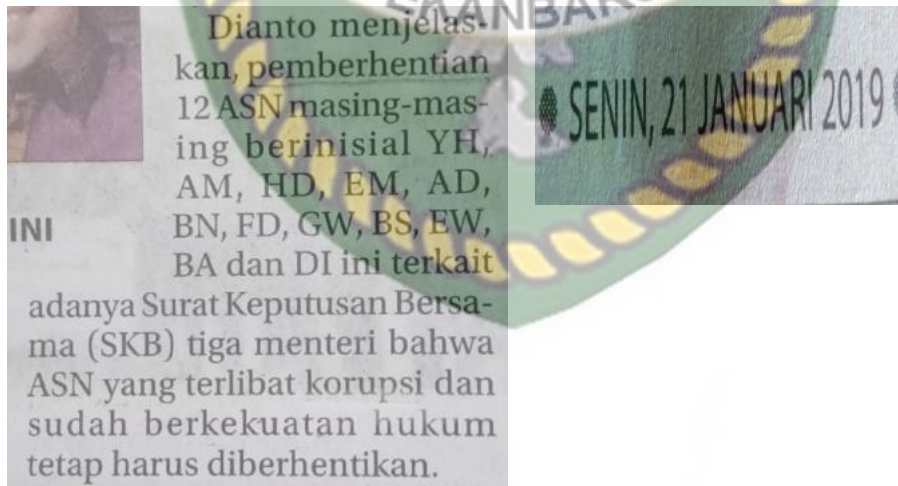 EKANBARU
Dianto menjelas-
kan, pemberhentian
12 ASN masing-mas-
ing berinisial YH,
AM, HD, EM, AD,
BN, FD, GW, BS, EW,
BA dan DI ini terkait
adanya Surat Keputusan Bersa-
ma (SKB) tiga menteri bahwa
ASN yang terlibat korupsi dan
sudah berkekuatan hukum
tetap harus diberhentikan.
INI
SENIN, 21 JANUARI 2019